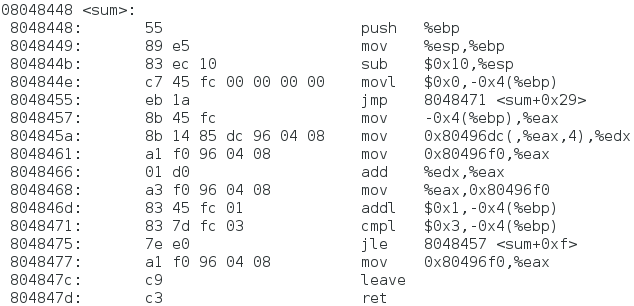 08048448 <sum>:
8048448: 55 push %ebp
8048449: 89 e5 mov %esp,%ebp
804844b: 83 ec 10 sub $0x10,%esp
804844e: c7 45 fc 00 00 00 00 movl $0x0,-0x4(%ebp)
8048455: eb 1a jmp 8048471 <sum+0x29>
8048457: 8b 45 fc mov -0x4(%ebp),%eax
804845a: 8b 14 85 dc 96 04 08 mov 0x80496dc(,%eax,4),%edx
8048461: a1 f0 96 04 08 mov 0x80496f0,%eax
8048466: 01 d0 add %edx,%eax
8048468: a3 f0 96 04 08 mov %eax,0x80496f0
804846d: 83 45 fc 01 addl $0x1,-0x4(%ebp)
8048471: 83 7d fc 03 cmpl $0x3,-0x4(%ebp)
8048475: 7e e0 jle 8048457 <sum+0xf>
8048477: a1 f0 96 04 08 mov 0x80496f0,%eax
804847c: c9 leave
804847d: c3 ret